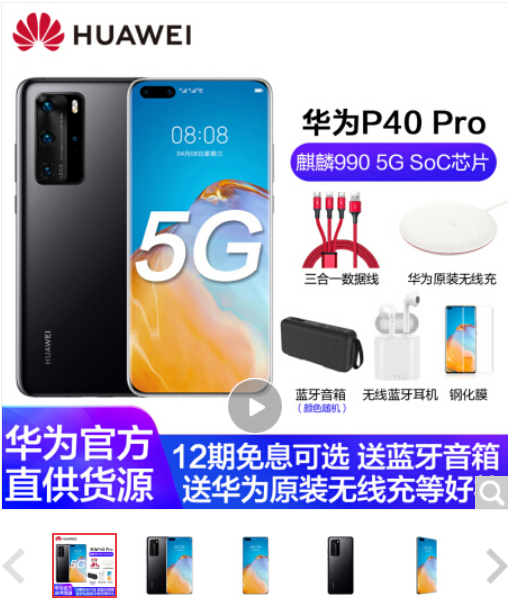 HUAWEI
华为P40 Pro
麒麟990 5G SoC芯片
08:08
5G
HUAWEI
三合一数据线
华为原装无线充
蓝牙音箱
(颜色随机)
无线蓝牙耳机
钢化膜
华为官方
直供货源
12期免息可选 送蓝牙音箱
送华为原装无线充等好
5G